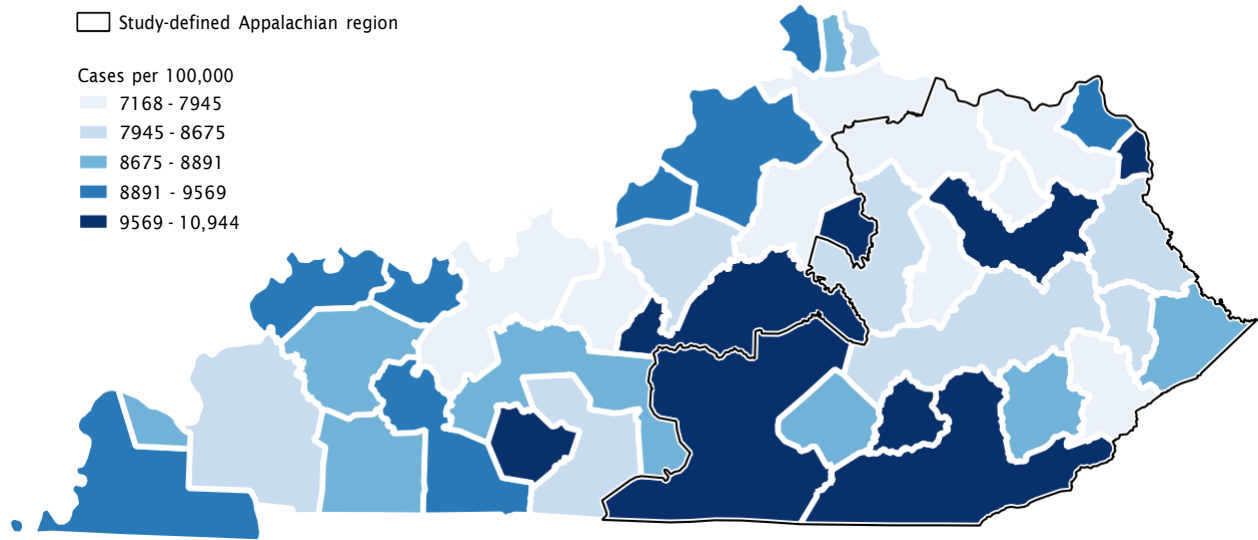 Study-defined Appalachian region
Cases per 100,000
7168 - 7945
7945 - 8675
8675 - 8891
8891 - 9569
9569 - 10,944